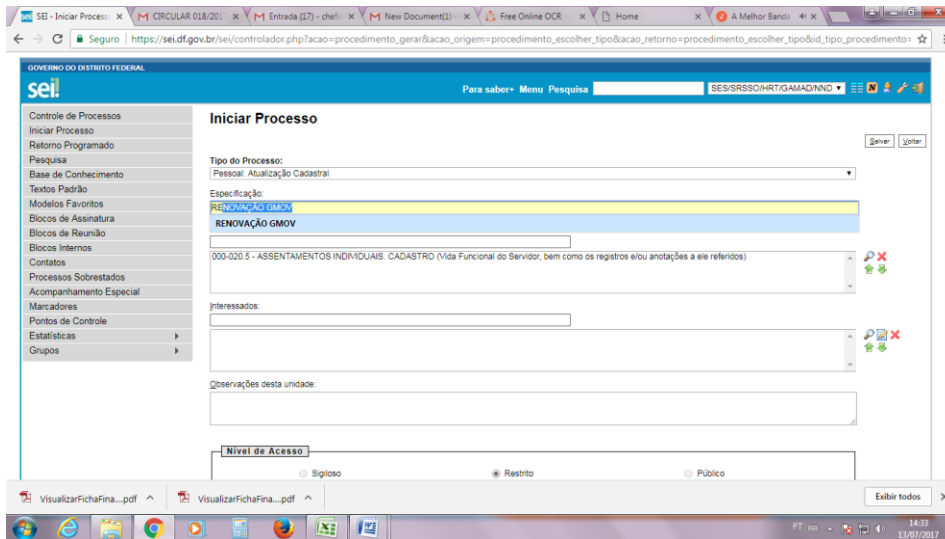 SEI - Iniciar Process
CIRCULAR 018/201
Entrada (17) - chefi
New Document(1)
Free Online OCR
Home
A Melhor Banda
Seguro | https://sei.df.gov.br/sei/controlador.php?acao=procedimento_gerar&acao_origem=procedimento_escolher_tipo&acao_retorno=procedimento_escolher_tipo&id_tipo_procedimento=
GOVERNO DO DISTRITO FEDERAL
sei!
Para saber+ Menu Pesquisa
SES/SRSSO/HRT/GAMAD/NND
Controle de Processos
Iniciar Processo
Retorno Programado
Pesquisa
Base de Conhecimento
Textos Padrão
Modelos Favoritos
Blocos de Assinatura
Blocos de Reunião
Blocos Internos
Contatos
Processos Sobrestados
Acompanhamento Especial
Marcadores
Pontos de Controle
Estatísticas
Grupos
Iniciar Processo
Salvar Voltar
Tipo do Processo:
Pessoal: Atualização Cadastral
Especificação:
RENOVAÇÃO GMOV
RENOVAÇÃO GMOV
000-020.5 - ASSENTAMENTOS INDIVIDUAIS. CADASTRO (Vida Funcional do Servidor, bem como os registros e/ou anotações a ele referidos)
Interessados:
Observações desta unidade:
Nível de Acesso
Sigiloso
Restrito
Público
VisualizarFichaFina....pdf
VisualizarFichaFina....pdf
Exibir todos
PT
14:33
13/07/2017